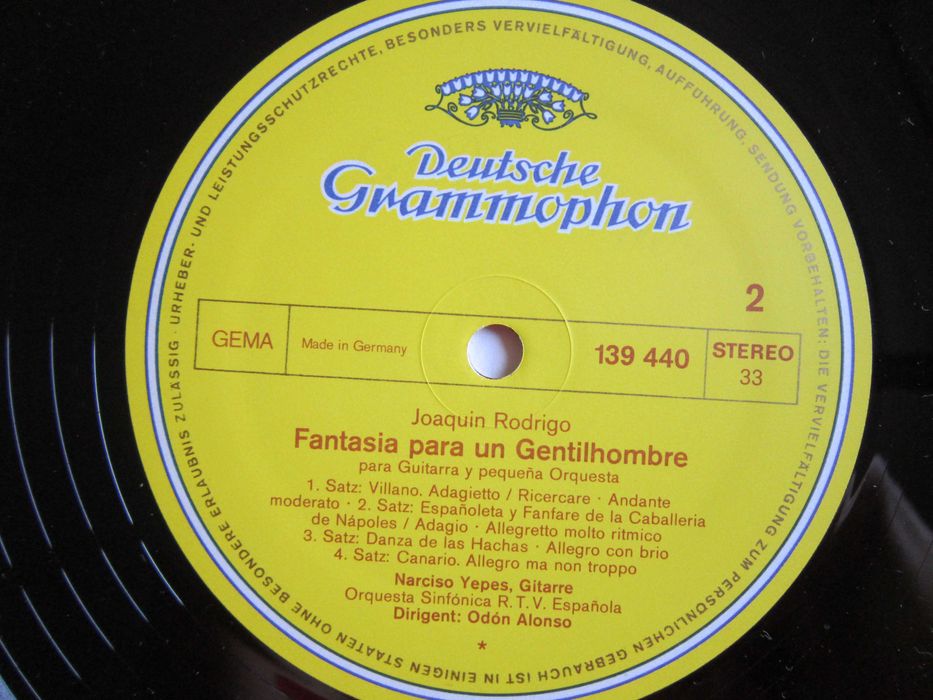 URHEBER- UND LEISTUNGSSCHUTZRECHTE, BESONDERS VERVIELFÄLTIGUNG, AUFFÜHRUNG, SENDUNG VORBEHALTEN: DIE VERVIELFÄLTIGUNG ZUM PERSÖNLICHEN GEBRAUCH IST IN EINIGEN STAATEN OHNE BESONDERE ERLAUBNIS ZULÄSSIG ·
Deutsche
Grammophon
2
GEMA
Made in Germany
139 440
STEREO
33
Joaquin Rodrigo
Fantasia para un Gentilhombre
para Guitarra y pequeña Orquesta
1. Satz: Villano. Adagietto / Ricercare · Andante
moderato · 2. Satz: Españoleta y Fanfare de la Caballeria
de Nápoles / Adagio · Allegretto molto ritmico
3. Satz: Danza de las Hachas · Allegro con brio
4. Satz: Canario. Allegro ma non troppo
Narciso Yepes, Gitarre
Orquesta Sinfónica R.T.V. Española
Dirigent: Odón Alonso
*